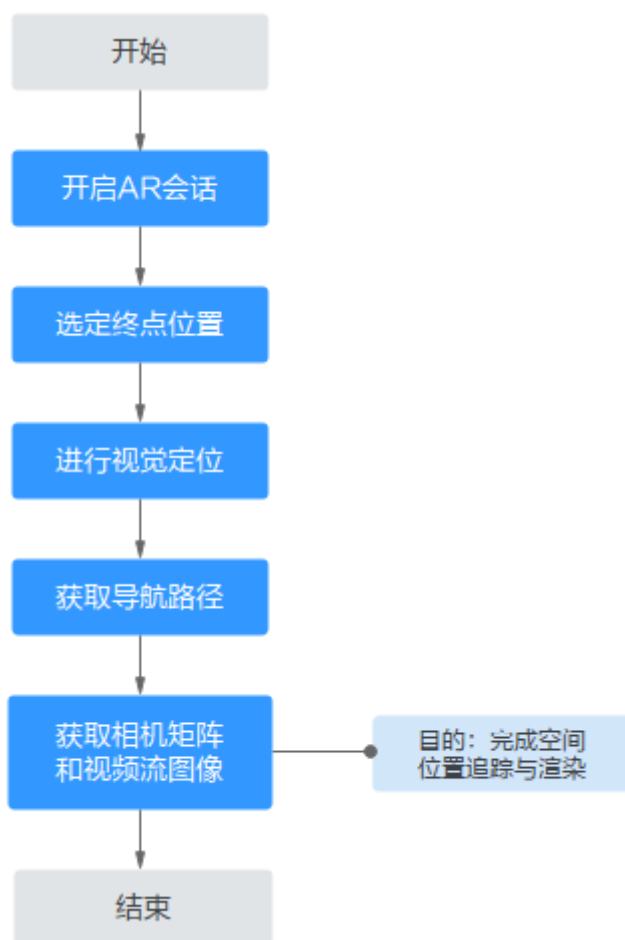 开始
开启AR会话
选定终点位置
进行视觉定位
获取导航路径
获取相机矩阵
和视频流图像
目的：完成空间
位置追踪与渲染
结束